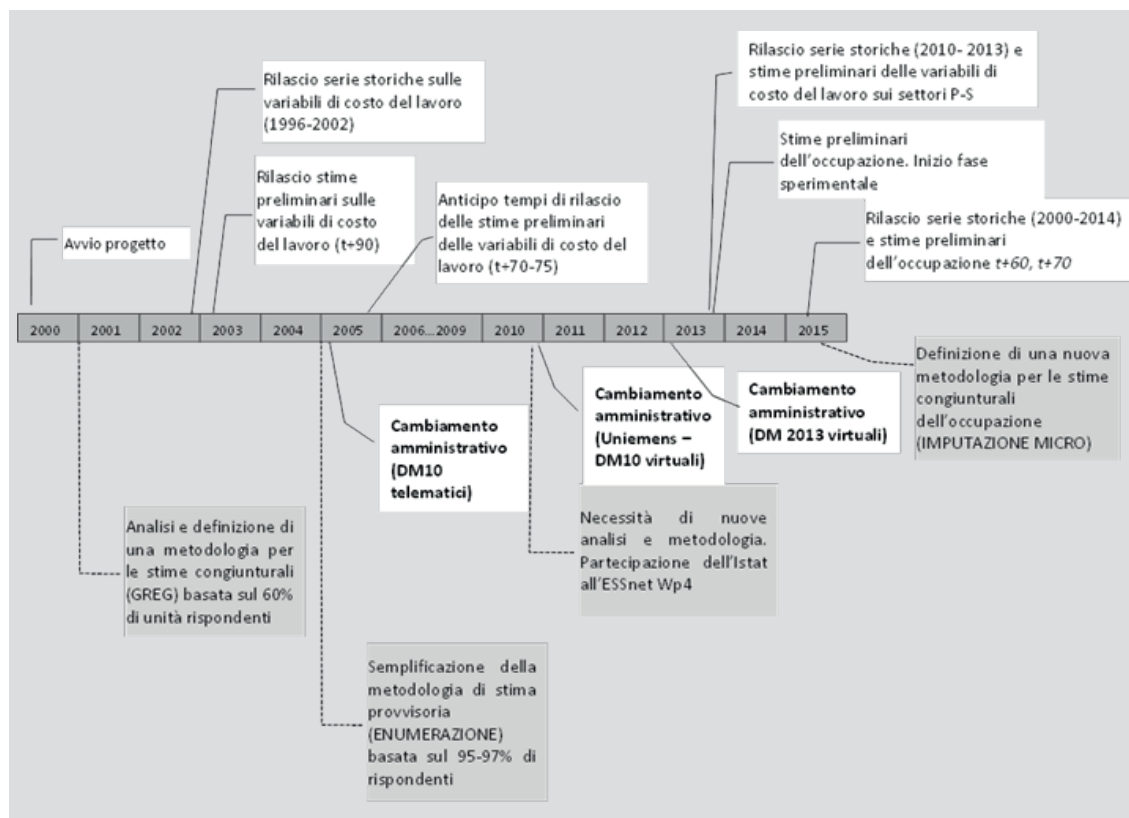 Rilascio serie storiche (2010- 2013) e
stime preliminari delle variabili di
costo del lavoro sui settori P-S
Rilascio serie storiche sulle
variabili di costo del lavoro
(1996-2002)
Stime preliminari
dell'occupazione. Inizio fase
sperimentale
Rilascio stime
preliminari sulle
variabili di costo
del lavoro (t+90)
Anticipo tempi di rilascio
delle stime preliminari
delle variabili di costo del
lavoro (t+70-75)
Rilascio serie storiche (2000-2014)
e stime preliminari
dell'occupazione t+60, t+70
Avvio progetto
2000 2001 2002 2003 2004 2005 2006...2009 2010 2011 2012 2013 2014 2015
Cambiamento
amministrativo
(DM10
telematici)
Cambiamento
amministrativo
(Uniemens –
DM10 virtuali)
Cambiamento
amministrativo
(DM 2013 virtuali)
Definizione di una nuova
metodologia per le stime
congiunturali
dell'occupazione
(IMPUTAZIONE MICRO)
Analisi e definizione di
una metodologia per
le stime congiunturali
(GREG) basata sul 60%
di unità rispondenti
Necessità di nuove
analisi e metodologia.
Partecipazione dell'Istat
all'ESSnet Wp4
Semplificazione della
metodologia di stima
provvisoria
(ENUMERAZIONE)
basata sul 95-97% di
rispondenti